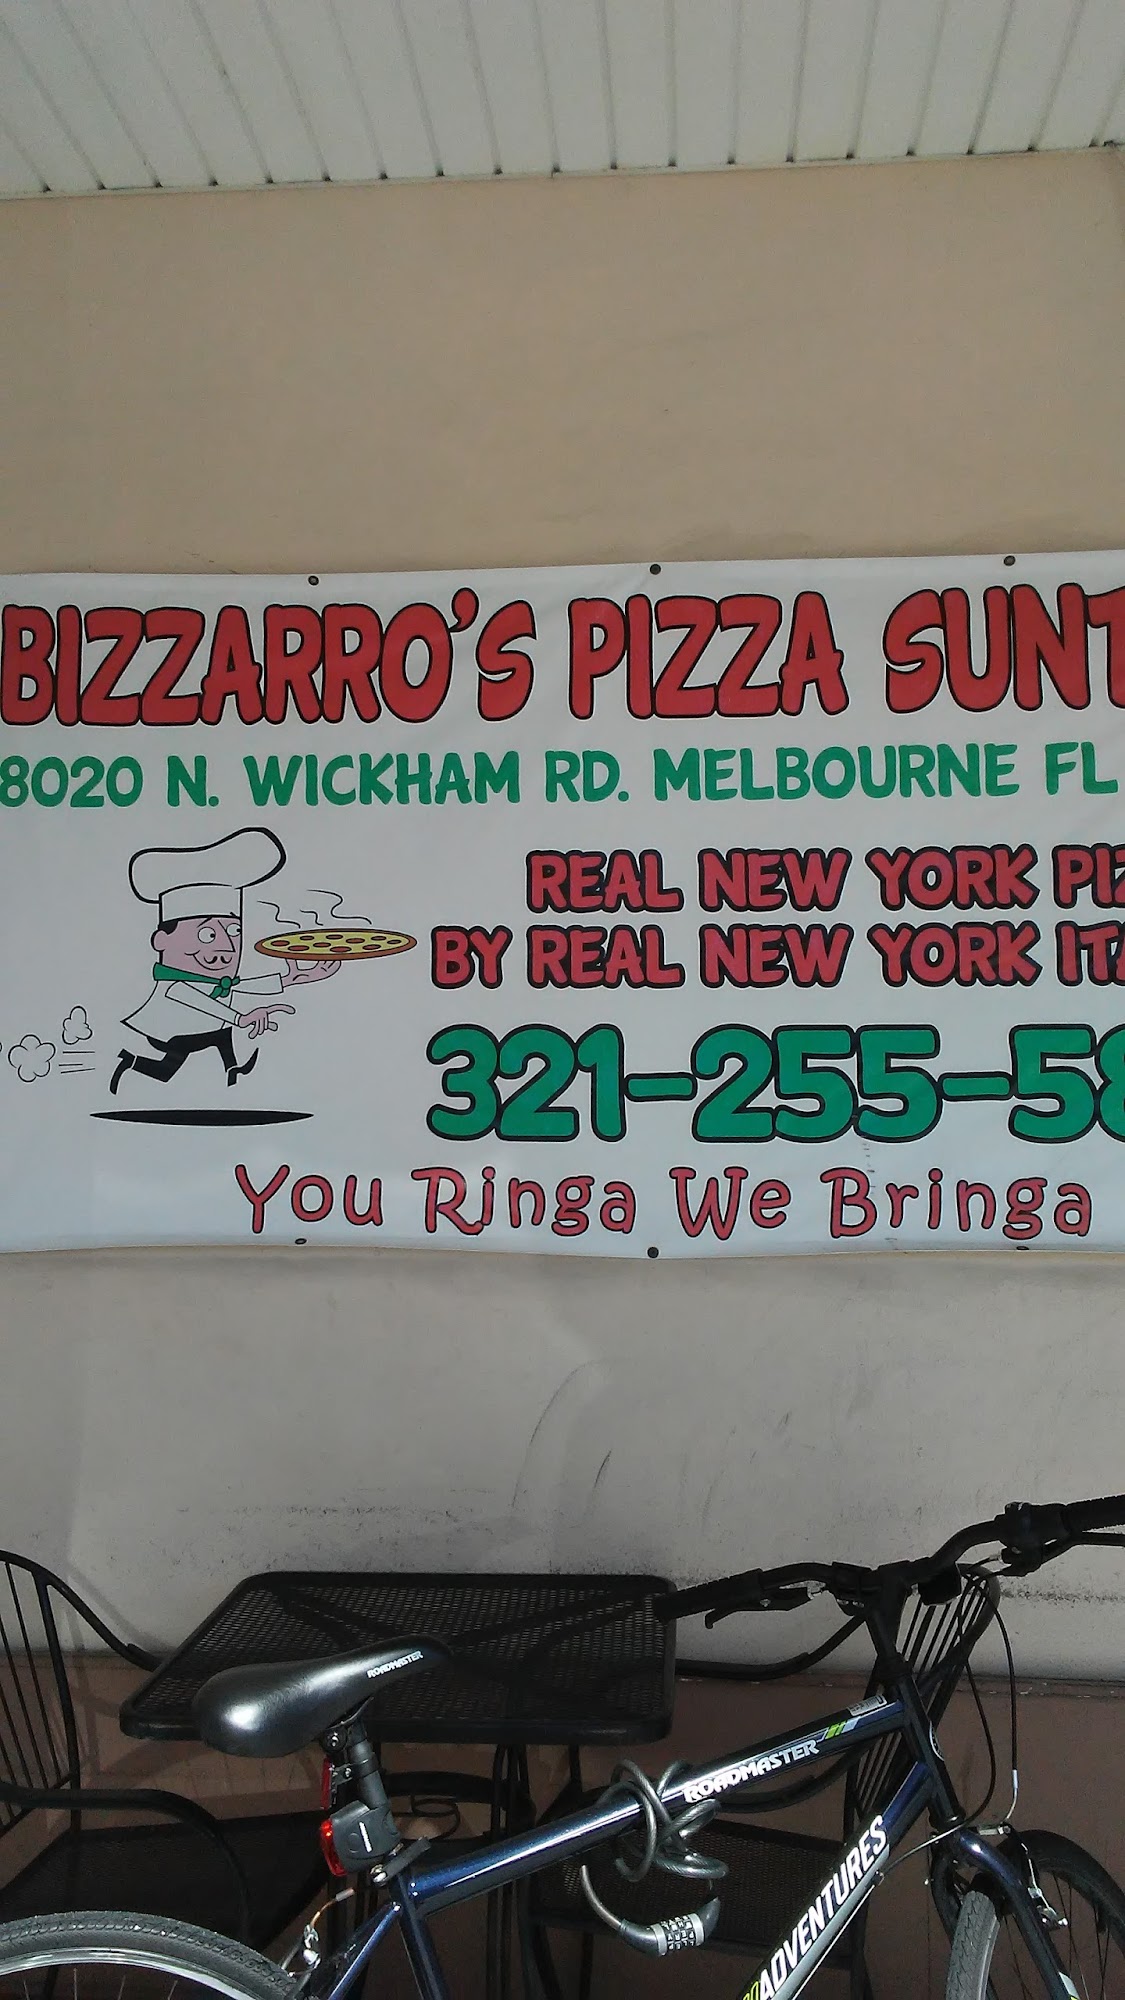 BIZZARRO'S PIZZA SUNT
8020 N. WICKHAM RD. MELBOURNE FL
REAL NEW YORK PIZ
BY REAL NEW YORK ITA
321-255-58
You Ringa We Bringa
ROADMASTER
ROADMASTER
ADVENTURES